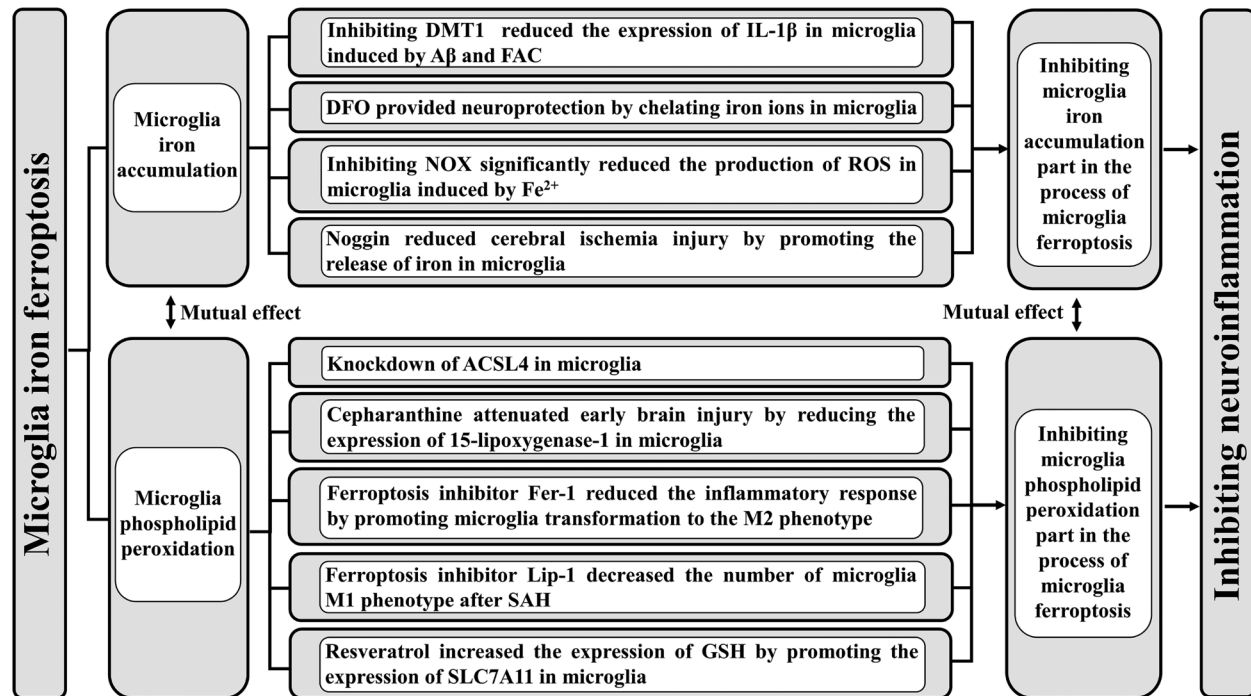 Microglia iron ferroptosis
Microglia
iron
accumulation
Inhibiting DMT1 reduced the expression of IL-1β in microglia
induced by Aβ and FAC
DFO provided neuroprotection by chelating iron ions in microglia
Inhibiting NOX significantly reduced the production of ROS in
microglia induced by Fe²⁺
Noggin reduced cerebral ischemia injury by promoting the
release of iron in microglia
Inhibiting
microglia
iron
accumulation
part in the
process of
microglia
ferroptosis
Mutual effect
Mutual effect
Microglia
phospholipid
peroxidation
Knockdown of ACSL4 in microglia
Cepharanthine attenuated early brain injury by reducing the
expression of 15-lipoxygenase-1 in microglia
Ferroptosis inhibitor Fer-1 reduced the inflammatory response
by promoting microglia transformation to the M2 phenotype
Ferroptosis inhibitor Lip-1 decreased the number of microglia
M1 phenotype after SAH
Resveratrol increased the expression of GSH by promoting the
expression of SLC7A11 in microglia
Inhibiting
microglia
phospholipid
peroxidation
part in the
process of
microglia
ferroptosis
Inhibiting neuroinflammation